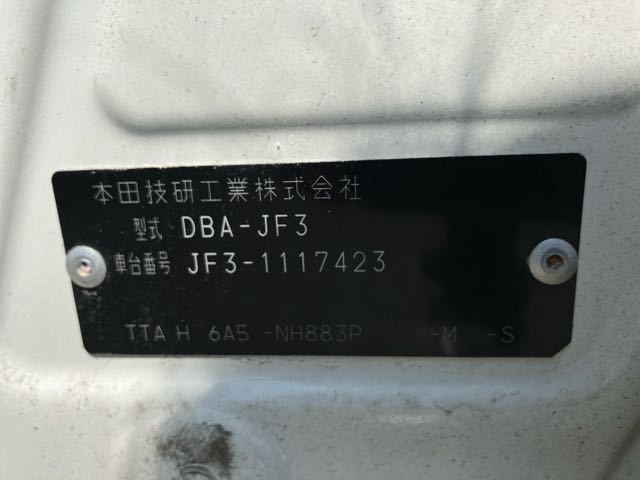 本田技研工業株式会社
型式 DBA-JF3
車台番号 JF3-1117423
TTA H 6A5 -NH883P -M -S